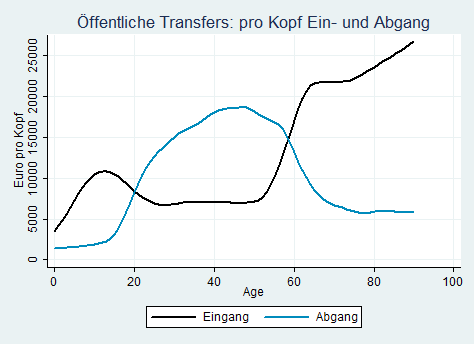 Öffentliche Transfers: pro Kopf Ein- und Abgang
Euro pro Kopf
25000
20000
15000
10000
5000
0
0 20 40 60 80 100
Age
Eingang Abgang